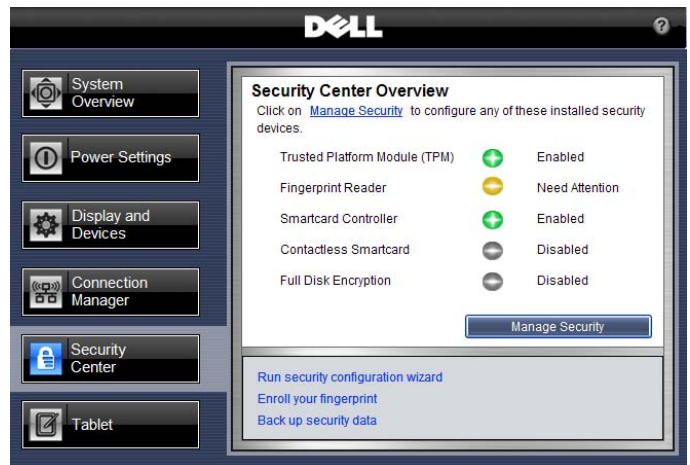 DELL
?
System
Overview
Power Settings
Display and
Devices
Connection
Manager
Security
Center
Tablet
Security Center Overview
Click on Manage Security to configure any of these installed security
devices.
Trusted Platform Module (TPM) Enabled
Fingerprint Reader Need Attention
Smartcard Controller Enabled
Contactless Smartcard Disabled
Full Disk Encryption Disabled
Manage Security
Run security configuration wizard
Enroll your fingerprint
Back up security data